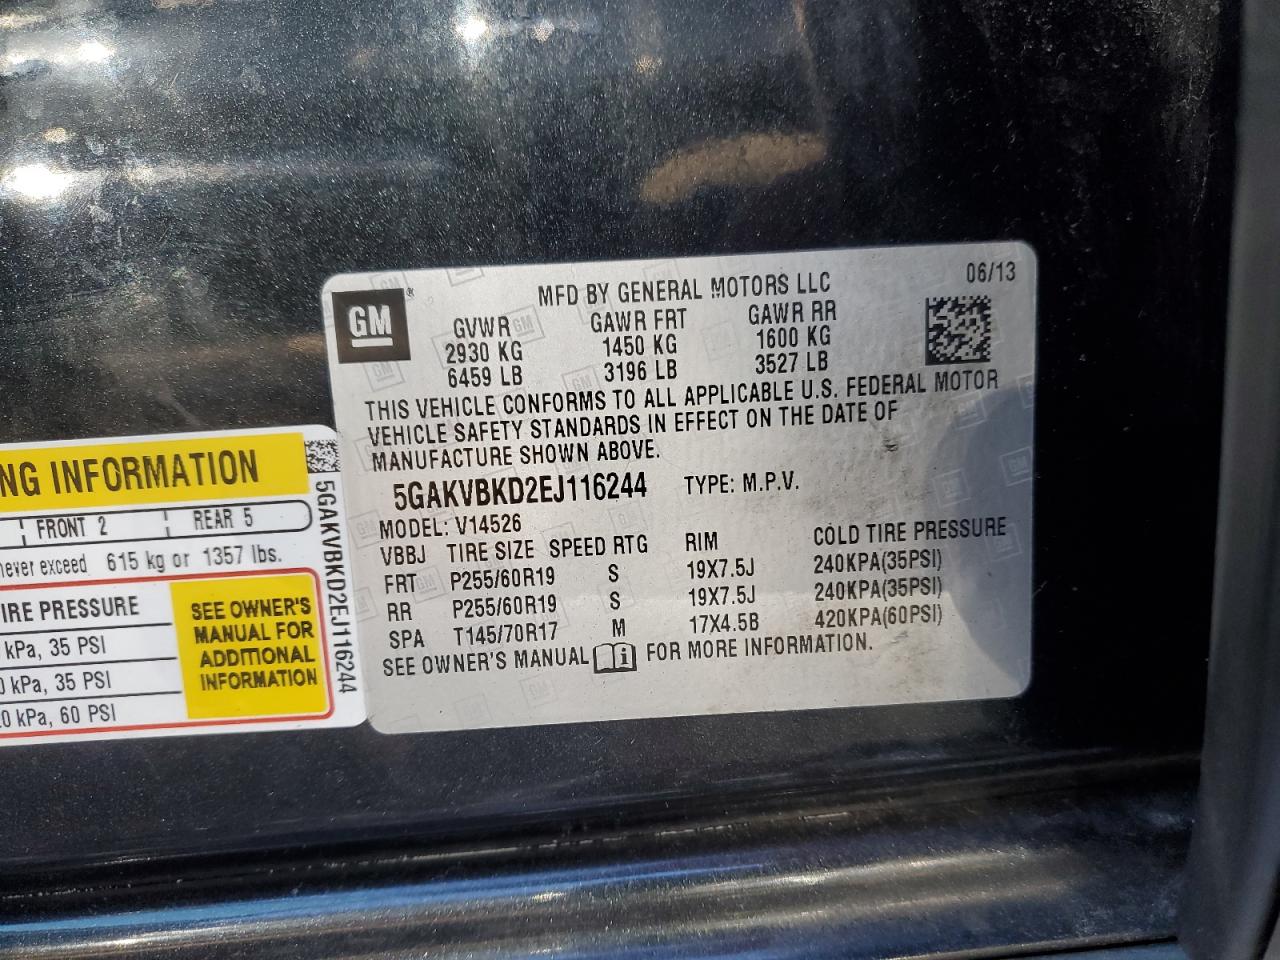 06/13
GM ®
MFD BY GENERAL MOTORS LLC
GVWR GAWR FRT GAWR RR
2930 KG 1450 KG 1600 KG
6459 LB 3196 LB 3527 LB
THIS VEHICLE CONFORMS TO ALL APPLICABLE U.S. FEDERAL MOTOR
VEHICLE SAFETY STANDARDS IN EFFECT ON THE DATE OF
MANUFACTURE SHOWN ABOVE.
5GAKVBKD2EJ116244 TYPE: M.P.V.
MODEL: V14526
VBBJ TIRE SIZE SPEED RTG RIM COLD TIRE PRESSURE
FRT P255/60R19 S 19X7.5J 240KPA(35PSI)
RR P255/60R19 S 19X7.5J 240KPA(35PSI)
SPA T145/70R17 M 17X4.5B 420KPA(60PSI)
SEE OWNER'S MANUAL i FOR MORE INFORMATION.
NG INFORMATION
FRONT 2 REAR 5
never exceed 615 kg or 1357 lbs.
IRE PRESSURE
kPa, 35 PSI
0 kPa, 35 PSI
20 kPa, 60 PSI
SEE OWNER'S
MANUAL FOR
ADDITIONAL
INFORMATION
5GAKVBKD2EJ116244